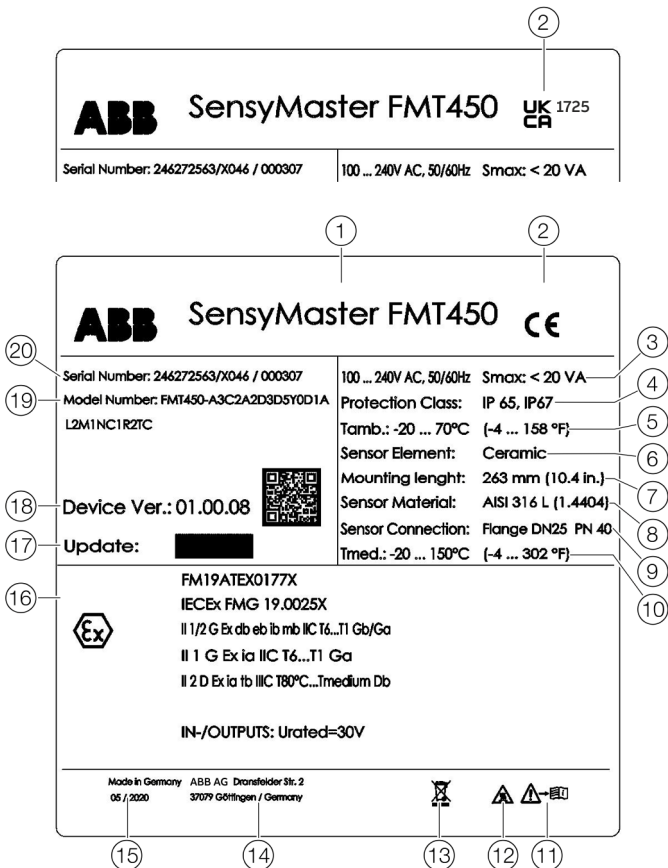 2
ABB SensyMaster FMT450 UK CA 1725
Serial Number: 246272563/X046 / 000307 100 ... 240V AC, 50/60Hz Smax: < 20 VA
1 2
ABB SensyMaster FMT450 CE
20 Serial Number: 246272563/X046 / 000307 100 ... 240V AC, 50/60Hz Smax: < 20 VA 3
19 Model Number: FMT450-A3C2A2D3D5Y0D1A Protection Class: IP 65, IP67 4
L2M1NC1R2TC Tamb.: -20 ... 70°C (-4 ... 158 °F) 5
Sensor Element: Ceramic 6
Mounting lenght: 263 mm (10.4 in.) 7
18 Device Ver.: 01.00.08 Sensor Material: AISI 316 L (1.4404) 8
17 Update: Sensor Connection: Flange DN25 PN 40 9
Tmed.: -20 ... 150°C (-4 ... 302 °F) 10
16 Ex FM19ATEX0177X
IECEx FMG 19.0025X
II 1/2 G Ex db eb ib mb IIC T6...T1 Gb/Ga
II 1 G Ex ia IIC T6...T1 Ga
II 2 D Ex ia tb IIIC T80°C...Tmedium Db
IN-/OUTPUTS: Urated=30V
Made in Germany ABB AG Dransfelder Str. 2
05 / 2020 37079 Göttingen / Germany
15 14 13 12 11